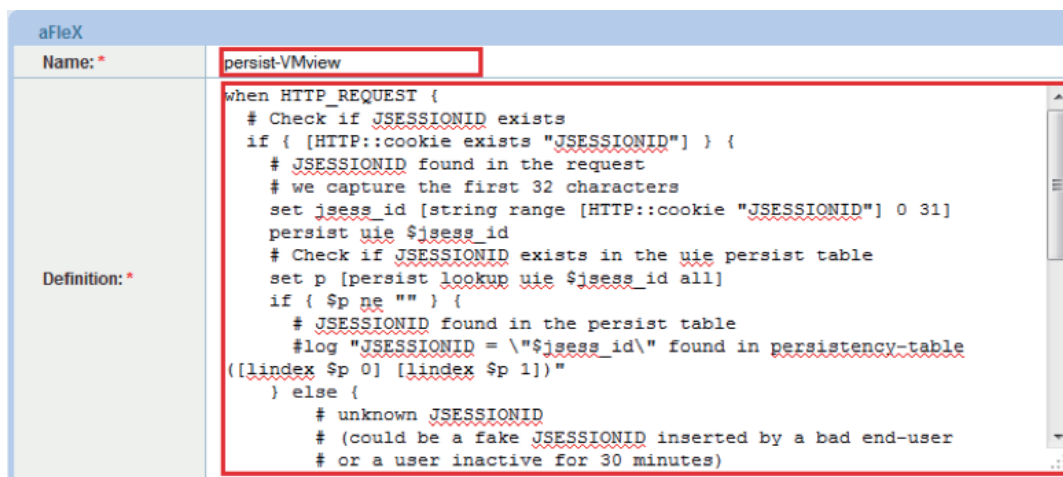 aFleX
Name: *
persist-VMview
Definition: *
when HTTP_REQUEST {
# Check if JSESSIONID exists
if { [HTTP::cookie exists "JSESSIONID"] } {
# JSESSIONID found in the request
# we capture the first 32 characters
set jsess_id [string range [HTTP::cookie "JSESSIONID"] 0 31]
persist uie $jsess_id
# Check if JSESSIONID exists in the uie persist table
set p [persist lookup uie $jsess_id all]
if { $p ne "" } {
# JSESSIONID found in the persist table
#log "JSESSIONID = \"$jsess_id\" found in persistency-table
([lindex $p 0] [lindex $p 1])"
} else {
# unknown JSESSIONID
# (could be a fake JSESSIONID inserted by a bad end-user
# or a user inactive for 30 minutes)